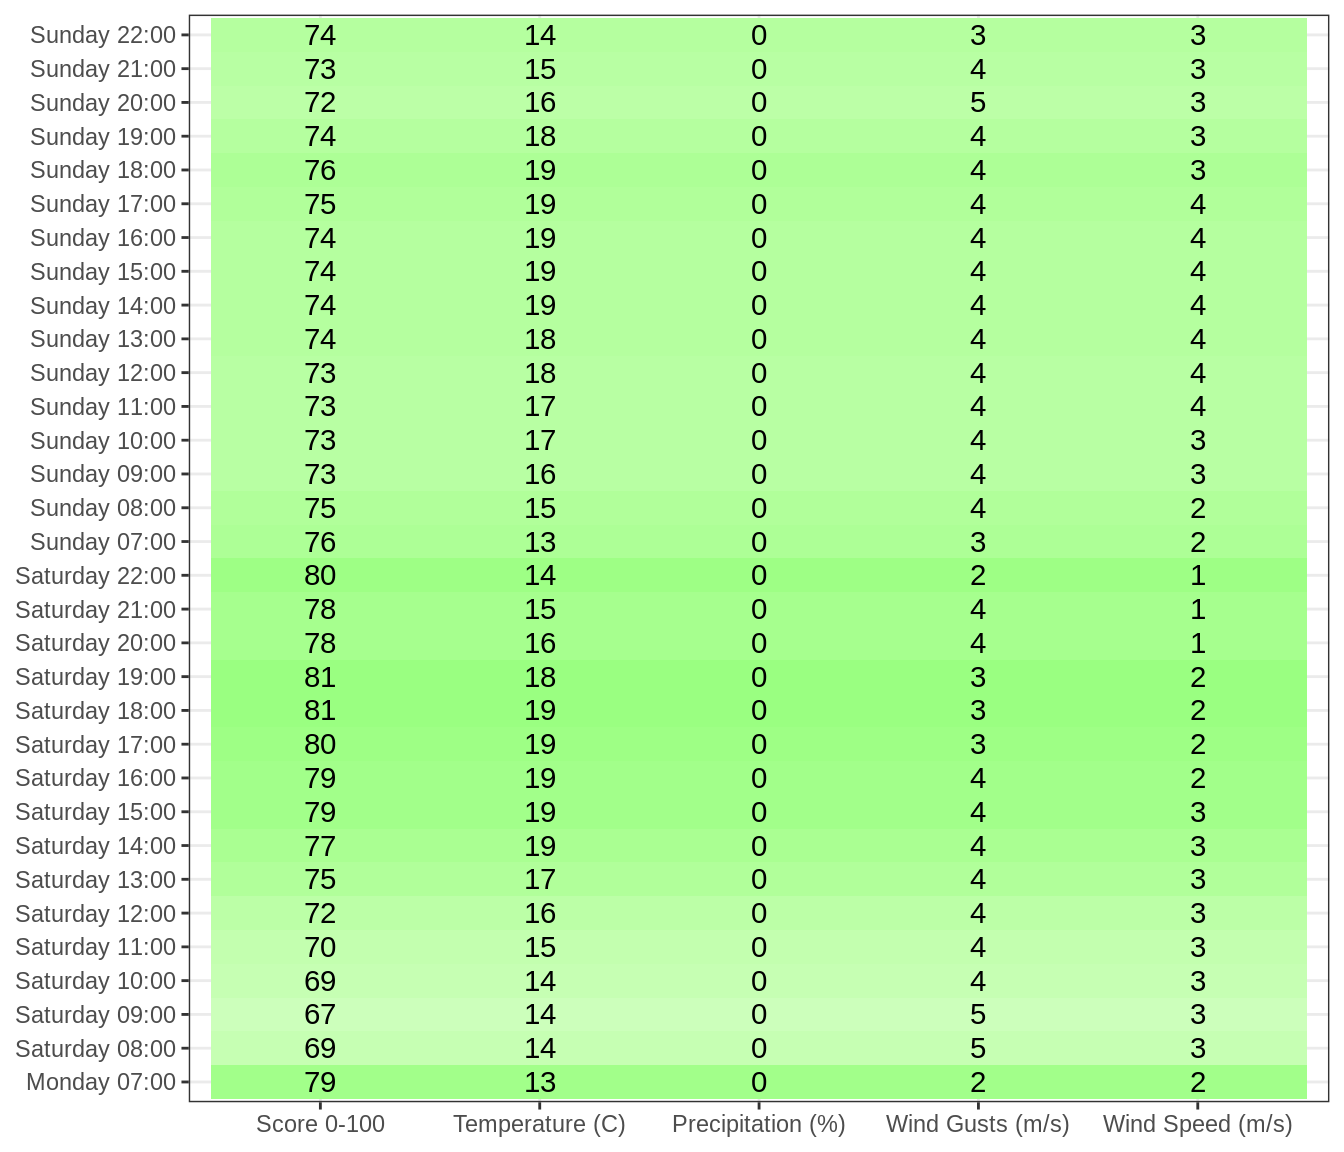 Sunday 22:00 74 14 0 3 3
Sunday 21:00 73 15 0 4 3
Sunday 20:00 72 16 0 5 3
Sunday 19:00 74 18 0 4 3
Sunday 18:00 76 19 0 4 3
Sunday 17:00 75 19 0 4 4
Sunday 16:00 74 19 0 4 4
Sunday 15:00 74 19 0 4 4
Sunday 14:00 74 19 0 4 4
Sunday 13:00 74 18 0 4 4
Sunday 12:00 73 18 0 4 4
Sunday 11:00 73 17 0 4 4
Sunday 10:00 73 17 0 4 3
Sunday 09:00 73 16 0 4 3
Sunday 08:00 75 15 0 4 2
Sunday 07:00 76 13 0 3 2
Saturday 22:00 80 14 0 2 1
Saturday 21:00 78 15 0 4 1
Saturday 20:00 78 16 0 4 1
Saturday 19:00 81 18 0 3 2
Saturday 18:00 81 19 0 3 2
Saturday 17:00 80 19 0 3 2
Saturday 16:00 79 19 0 4 2
Saturday 15:00 79 19 0 4 3
Saturday 14:00 77 19 0 4 3
Saturday 13:00 75 17 0 4 3
Saturday 12:00 72 16 0 4 3
Saturday 11:00 70 15 0 4 3
Saturday 10:00 69 14 0 4 3
Saturday 09:00 67 14 0 5 3
Saturday 08:00 69 14 0 5 3
Monday 07:00 79 13 0 2 2
Score 0-100 Temperature (C) Precipitation (%) Wind Gusts (m/s) Wind Speed (m/s)